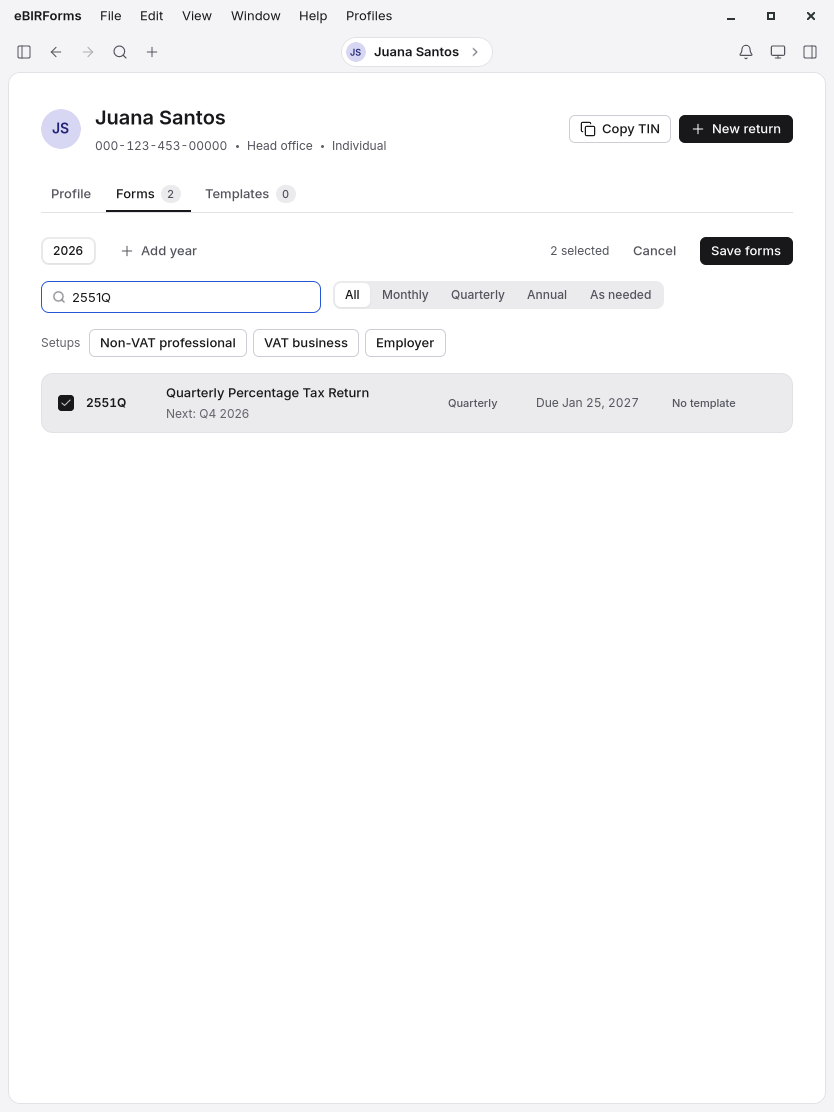 eBIRForms File Edit View Window Help Profiles
JS Juana Santos
JS
Juana Santos
000-123-453-00000 • Head office • Individual
Copy TIN
New return
Profile Forms 2 Templates 0
2026 Add year 2 selected Cancel Save forms
2551Q All Monthly Quarterly Annual As needed
Setups Non-VAT professional VAT business Employer
2551Q Quarterly Percentage Tax Return Quarterly Due Jan 25, 2027 No template
Next: Q4 2026